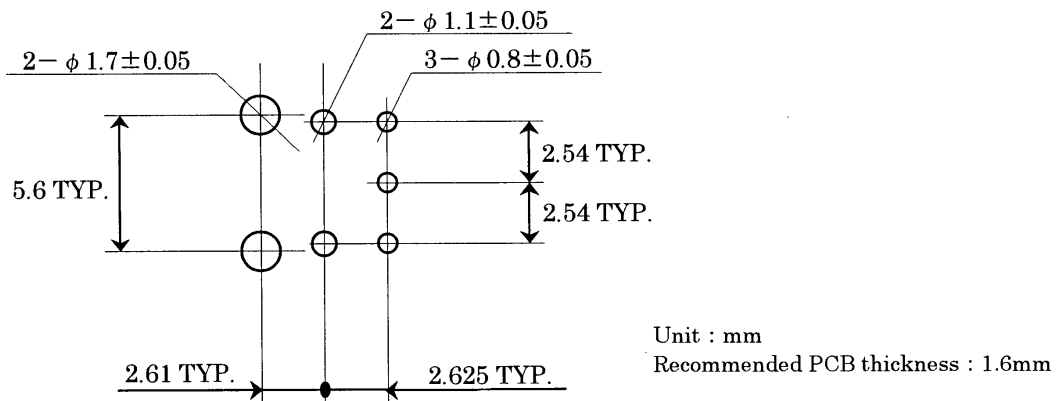 2－φ1.1±0.05
2－φ1.7±0.05
3－φ0.8±0.05
2.54 TYP.
5.6 TYP.
2.54 TYP.
Unit : mm
Recommended PCB thickness : 1.6mm
2.61 TYP.
2.625 TYP.